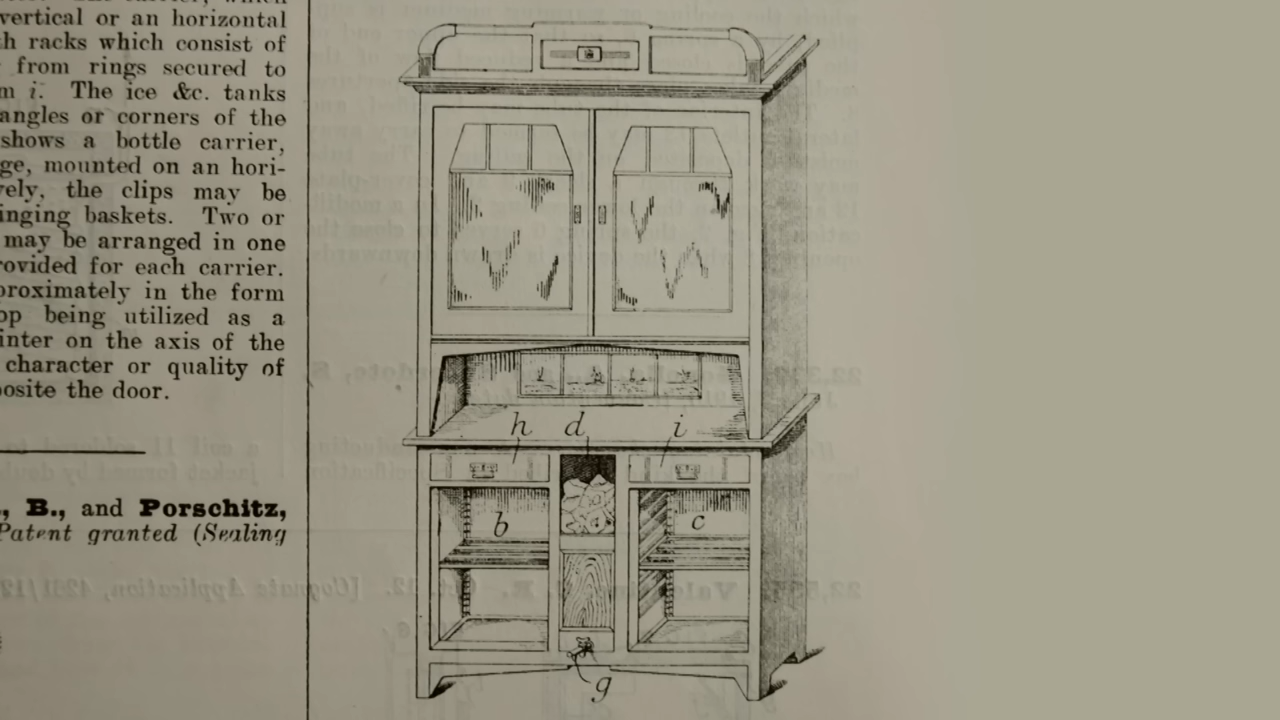 vertical or an horizontal
h racks which consist of
from rings secured to
m i. The ice &c. tanks
angles or corners of the
shows a bottle carrier,
ge, mounted on an hori-
vely, the clips may be
inging baskets. Two or
may be arranged in one
rovided for each carrier.
proximately in the form
op being utilized as a
inter on the axis of the
character or quality of
posite the door.
., B., and Porschitz,
Patent granted (Sealing
h d i
b c
g